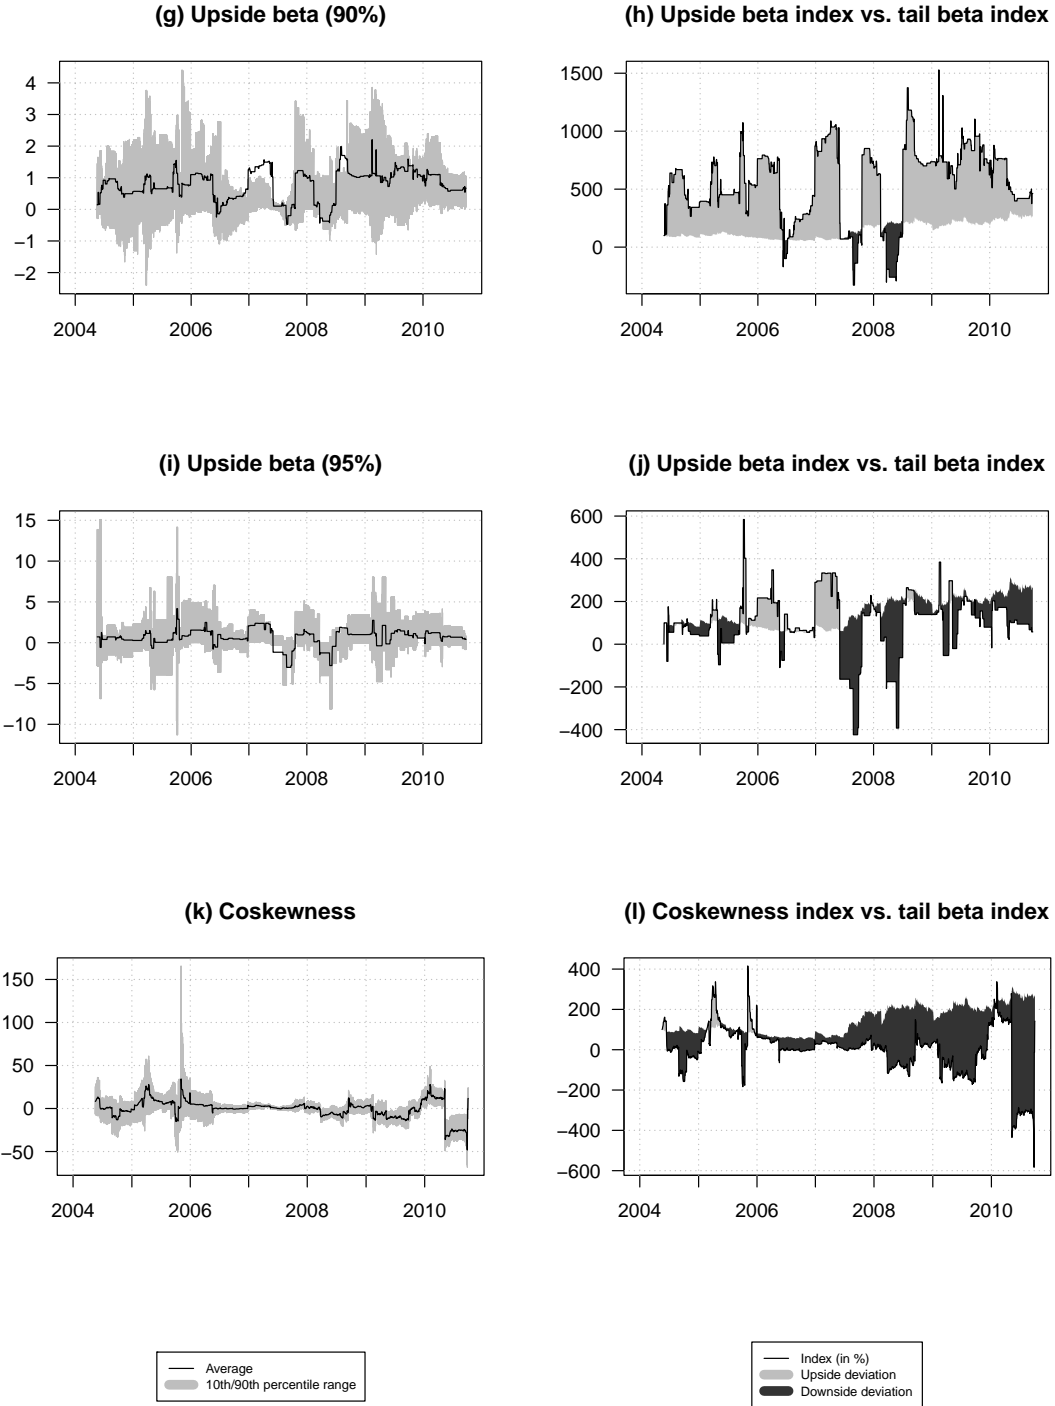 (g) Upside beta (90%)
4
3
2
1
0
−1
−2
2004 2006 2008 2010
(h) Upside beta index vs. tail beta index
1500
1000
500
0
2004 2006 2008 2010
(i) Upside beta (95%)
15
10
5
0
−5
−10
2004 2006 2008 2010
(j) Upside beta index vs. tail beta index
600
400
200
0
−200
−400
2004 2006 2008 2010
(k) Coskewness
150
100
50
0
−50
2004 2006 2008 2010
(l) Coskewness index vs. tail beta index
400
200
0
−200
−400
−600
2004 2006 2008 2010
Average
10th/90th percentile range
Index (in %)
Upside deviation
Downside deviation